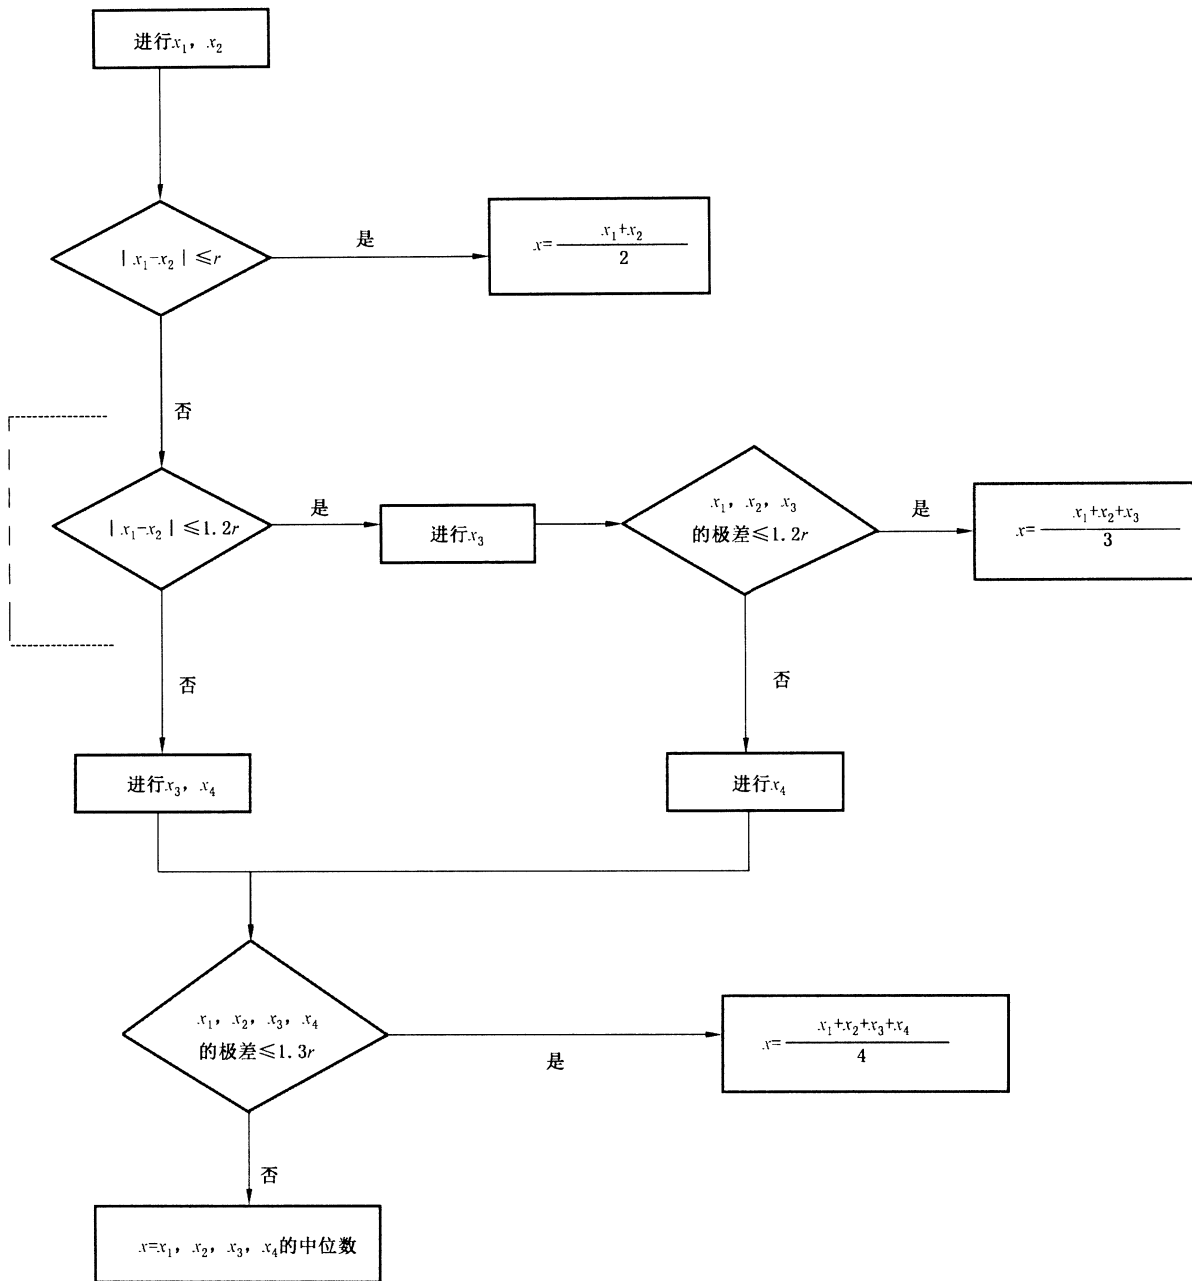 进行x₁，x₂
|x₁-x₂|≤r
是
x=(x₁+x₂)/2
否
|x₁-x₂|≤1.2r
是
进行x₃
x₁，x₂，x₃
的极差≤1.2r
是
x=(x₁+x₂+x₃)/3
否
否
进行x₃，x₄
进行x₄
x₁，x₂，x₃，x₄
的极差≤1.3r
是
x=(x₁+x₂+x₃+x₄)/4
否
x=x₁，x₂，x₃，x₄的中位数